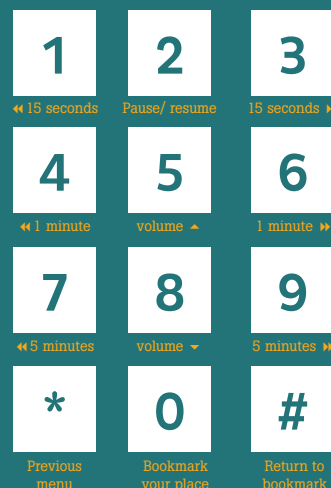 1 2 3
15 seconds Pause/ resume 15 seconds
4 5 6
1 minute volume 1 minute
7 8 9
5 minutes volume 5 minutes
* 0 #
Previous Bookmark Return to
menu your place bookmark